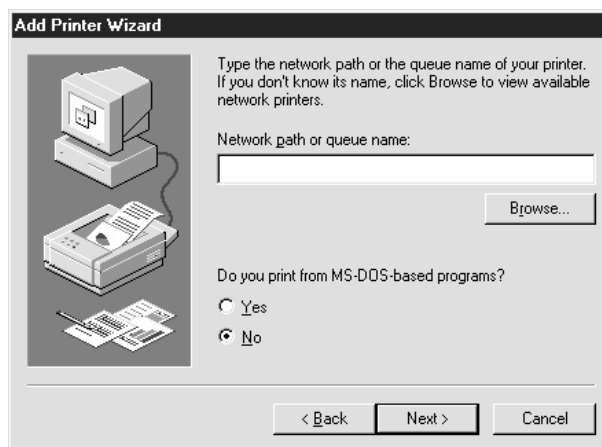 Add Printer Wizard
Type the network path or the queue name of your printer.
If you don't know its name, click Browse to view available
network printers.
Network path or queue name:
Browse...
Do you print from MS-DOS-based programs?
Yes
No
< Back
Next >
Cancel